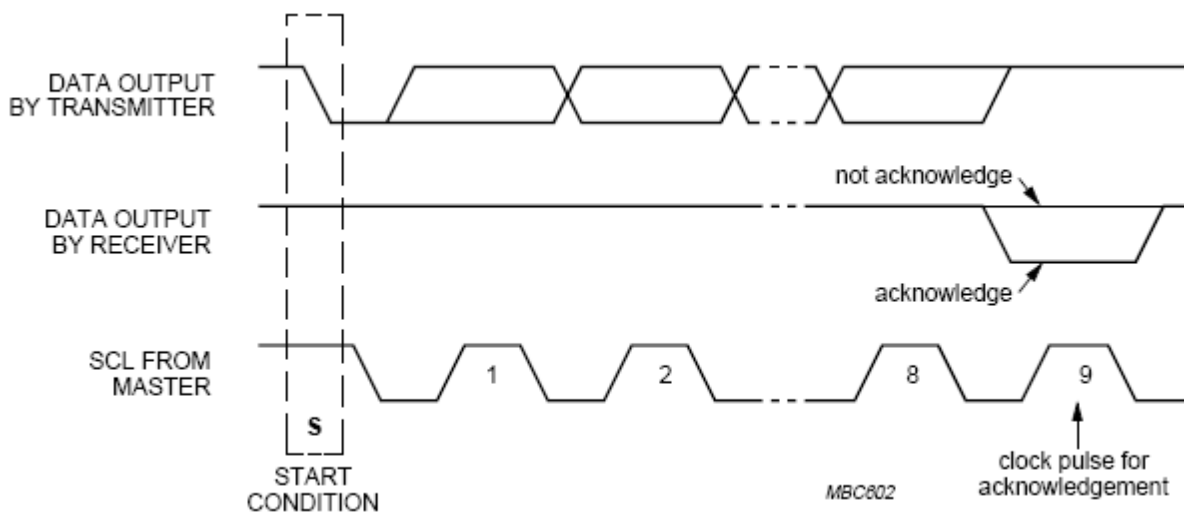 DATA OUTPUT
BY TRANSMITTER
not acknowledge
DATA OUTPUT
BY RECEIVER
acknowledge
SCL FROM
MASTER
1
2
8
9
S
START
CONDITION
clock pulse for
acknowledgement
MBC602